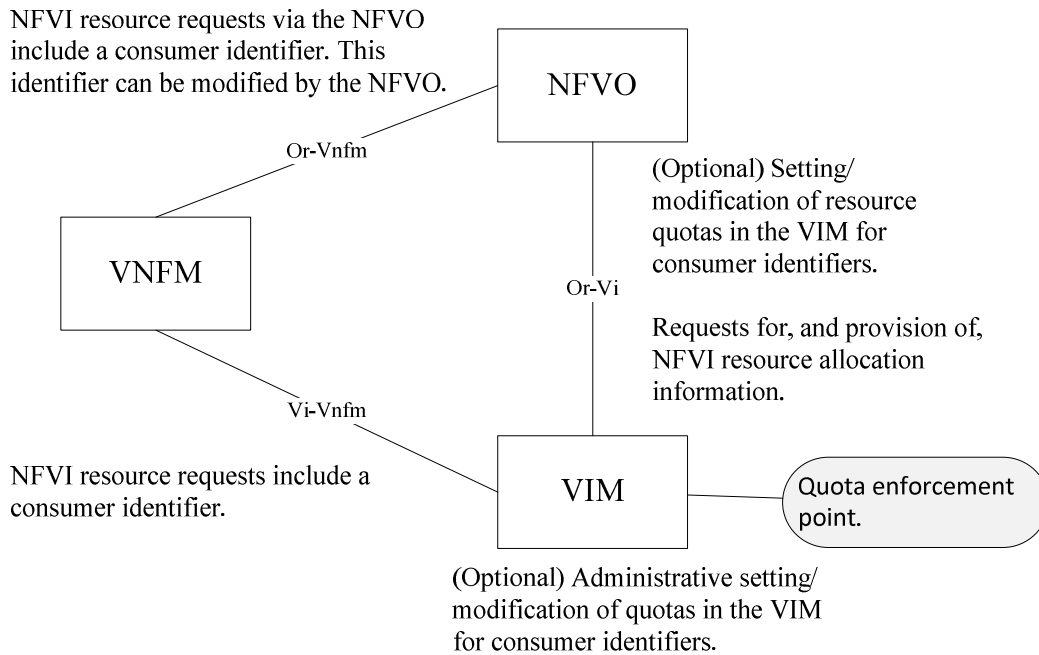 NFVI resource requests via the NFVO
include a consumer identifier. This
identifier can be modified by the NFVO.
NFVO
Or-Vnfm
(Optional) Setting/
modification of resource
quotas in the VIM for
consumer identifiers.
VNFM
Or-Vi
Requests for, and provision of,
NFVI resource allocation
information.
Vi-Vnfm
NFVI resource requests include a
consumer identifier.
VIM
Quota enforcement
point.
(Optional) Administrative setting/
modification of quotas in the VIM
for consumer identifiers.